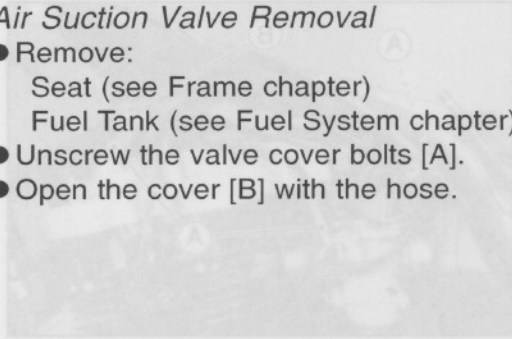 Air Suction Valve Removal
● Remove:
Seat (see Frame chapter)
Fuel Tank (see Fuel System chapter)
● Unscrew the valve cover bolts [A].
● Open the cover [B] with the hose.